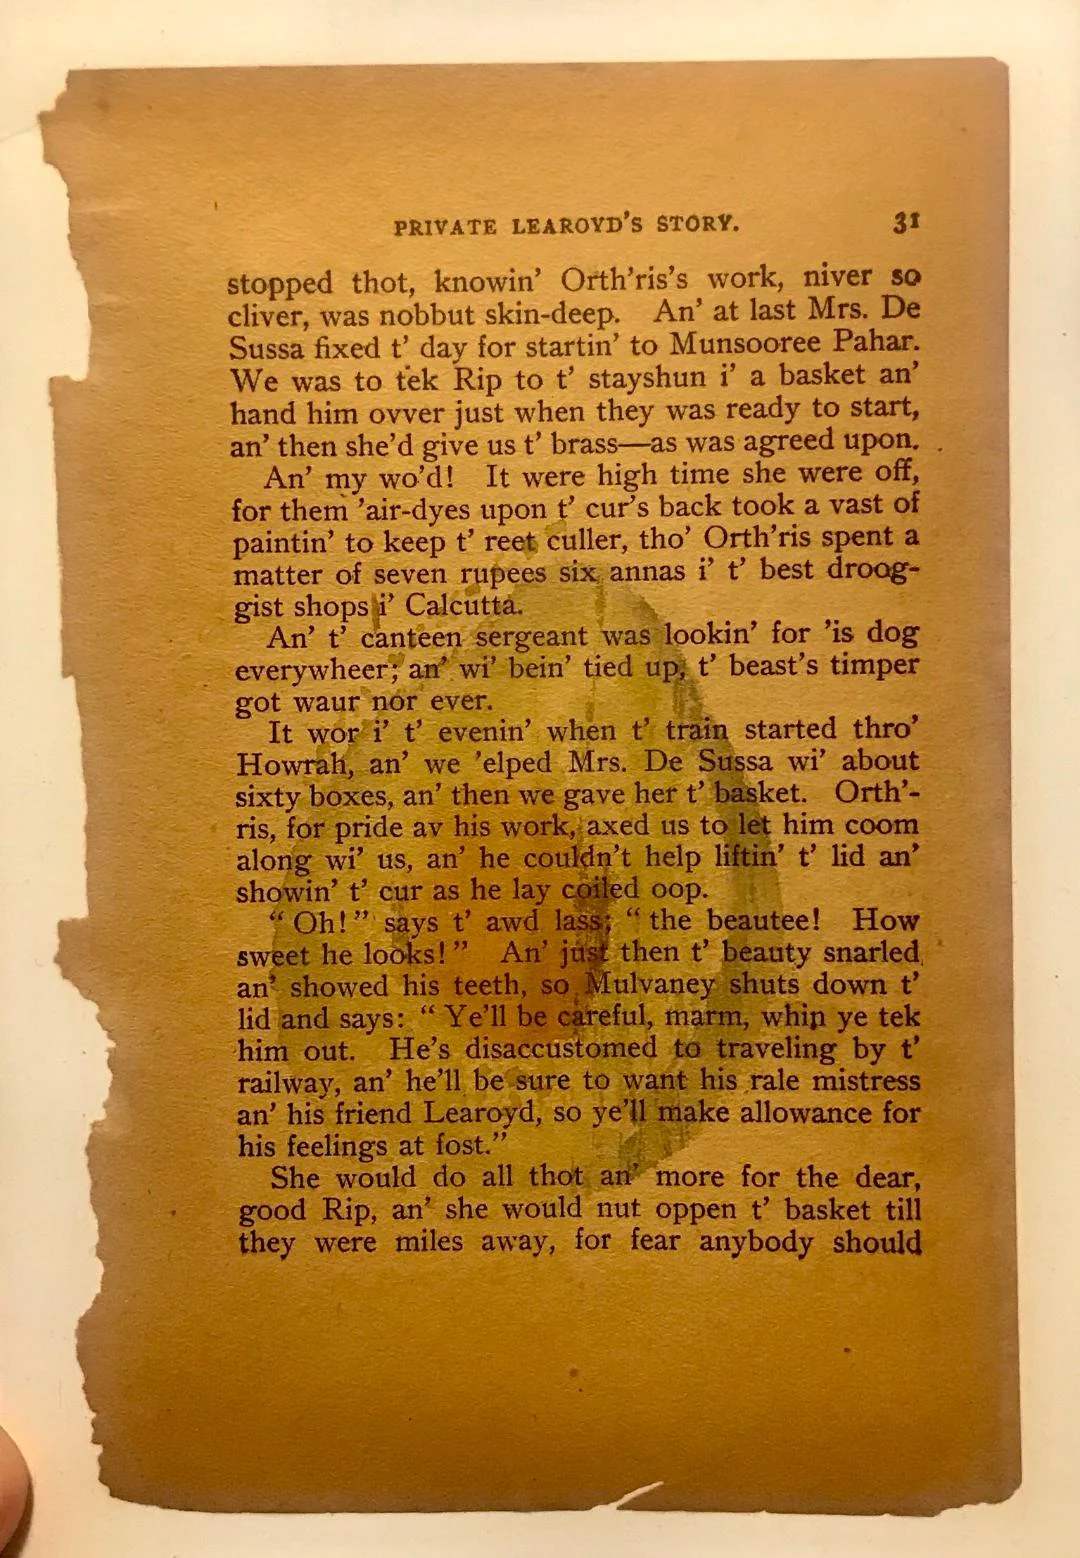 PRIVATE LEAROYD'S STORY. 31
stopped thot, knowin' Orth'ris's work, niver so
cliver, was nobbut skin-deep. An' at last Mrs. De
Sussa fixed t' day for startin' to Munsooree Pahar.
We was to tek Rip to t' stayshun i' a basket an'
hand him ovver just when they was ready to start,
an' then she'd give us t' brass—as was agreed upon.
An' my wo'd! It were high time she were off,
for them 'air-dyes upon t' cur's back took a vast of
paintin' to keep t' reet culler, tho' Orth'ris spent a
matter of seven rupees six annas i' t' best droog-
gist shops i' Calcutta.
An' t' canteen sergeant was lookin' for 'is dog
everywheer; an' wi' bein' tied up, t' beast's timper
got waur nor ever.
It wor i' t' evenin' when t' train started thro'
Howrah, an' we 'elped Mrs. De Sussa wi' about
sixty boxes, an' then we gave her t' basket. Orth'-
ris, for pride av his work, axed us to let him coom
along wi' us, an' he couldn't help liftin' t' lid an'
showin' t' cur as he lay coiled oop.
"Oh!" says t' awd lass; "the beautee! How
sweet he looks!" An' just then t' beauty snarled
an' showed his teeth, so Mulvaney shuts down t'
lid and says: "Ye'll be careful, marm, whin ye tek
him out. He's disaccustomed to traveling by t'
railway, an' he'll be sure to want his rale mistress
an' his friend Learoyd, so ye'll make allowance for
his feelings at fost."
She would do all thot an' more for the dear,
good Rip, an' she would nut oppen t' basket till
they were miles away, for fear anybody should